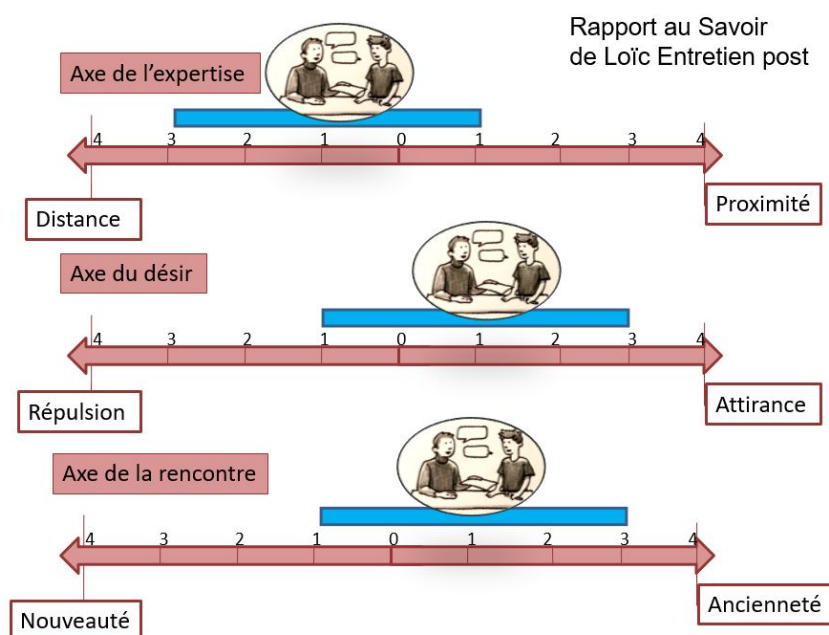 Rapport au Savoir
de Loïc Entretien post
Axe de l'expertise
4 3 2 1 0 1 2 3 4
Distance
Proximité
Axe du désir
4 3 2 1 0 1 2 3 4
Répulsion
Attirance
Axe de la rencontre
4 3 2 1 0 1 2 3 4
Nouveauté
Ancienneté